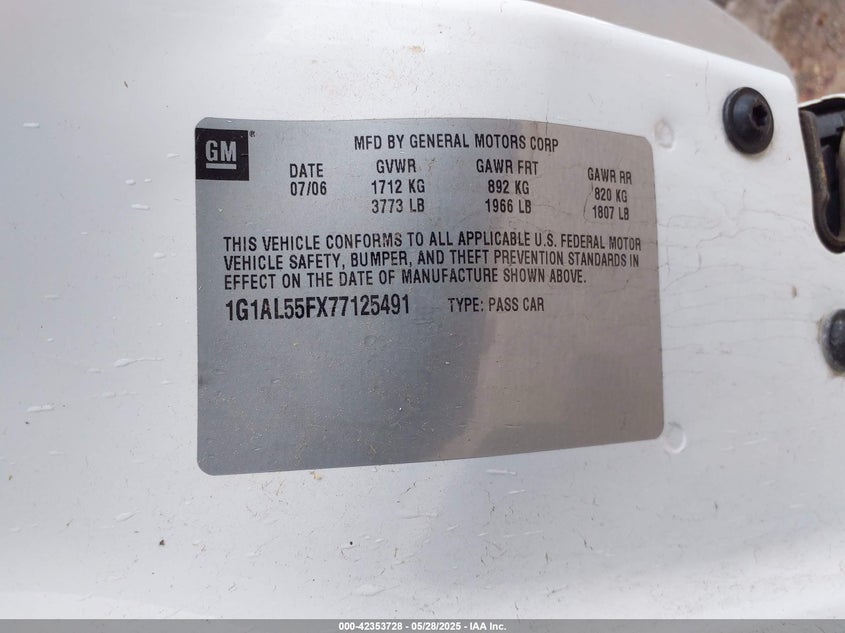 GM®
MFD BY GENERAL MOTORS CORP
DATE GVWR GAWR FRT GAWR RR
07/06 1712 KG 892 KG 820 KG
3773 LB 1966 LB 1807 LB
THIS VEHICLE CONFORMS TO ALL APPLICABLE U.S. FEDERAL MOTOR
VEHICLE SAFETY, BUMPER, AND THEFT PREVENTION STANDARDS IN
EFFECT ON THE DATE OF MANUFACTURE SHOWN ABOVE.
1G1AL55FX77125491 TYPE: PASS CAR
000-42353728 - 05/28/2025 - IAA Inc.